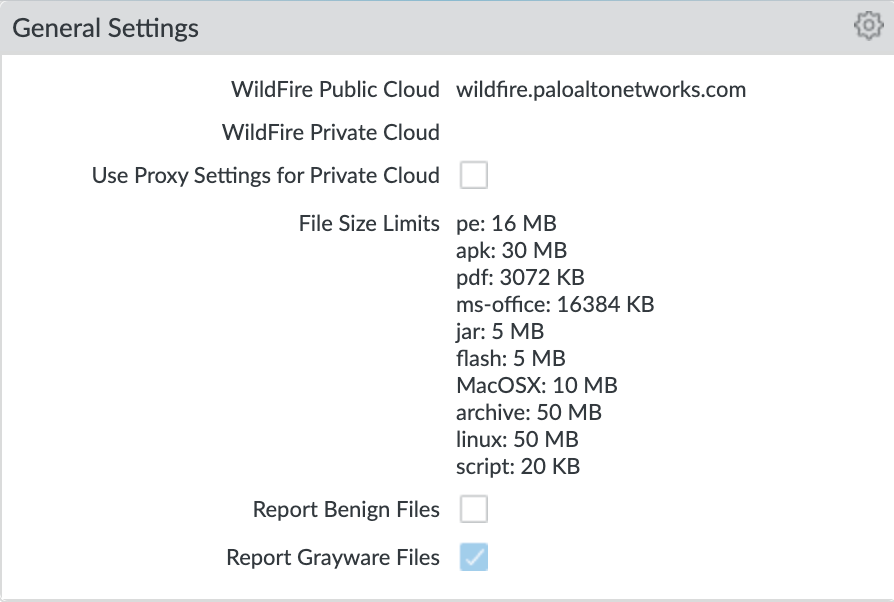 General Settings
WildFire Public Cloud wildfire.paloaltonetworks.com
WildFire Private Cloud
Use Proxy Settings for Private Cloud
File Size Limits pe: 16 MB
apk: 30 MB
pdf: 3072 KB
ms-office: 16384 KB
jar: 5 MB
flash: 5 MB
MacOSX: 10 MB
archive: 50 MB
linux: 50 MB
script: 20 KB
Report Benign Files
Report Grayware Files